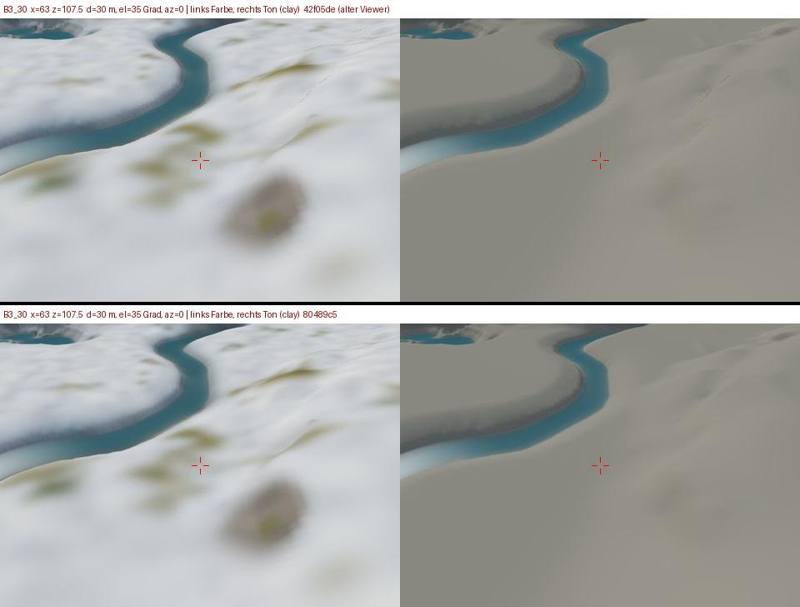 B3_30 x=63 z=107.5 d=30 m, el=35 Grad, az=0 | links Farbe, rechts Ton (clay) 42f05de (alter Viewer)
B3_30 x=63 z=107.5 d=30 m, el=35 Grad, az=0 | links Farbe, rechts Ton (clay) 80489c5